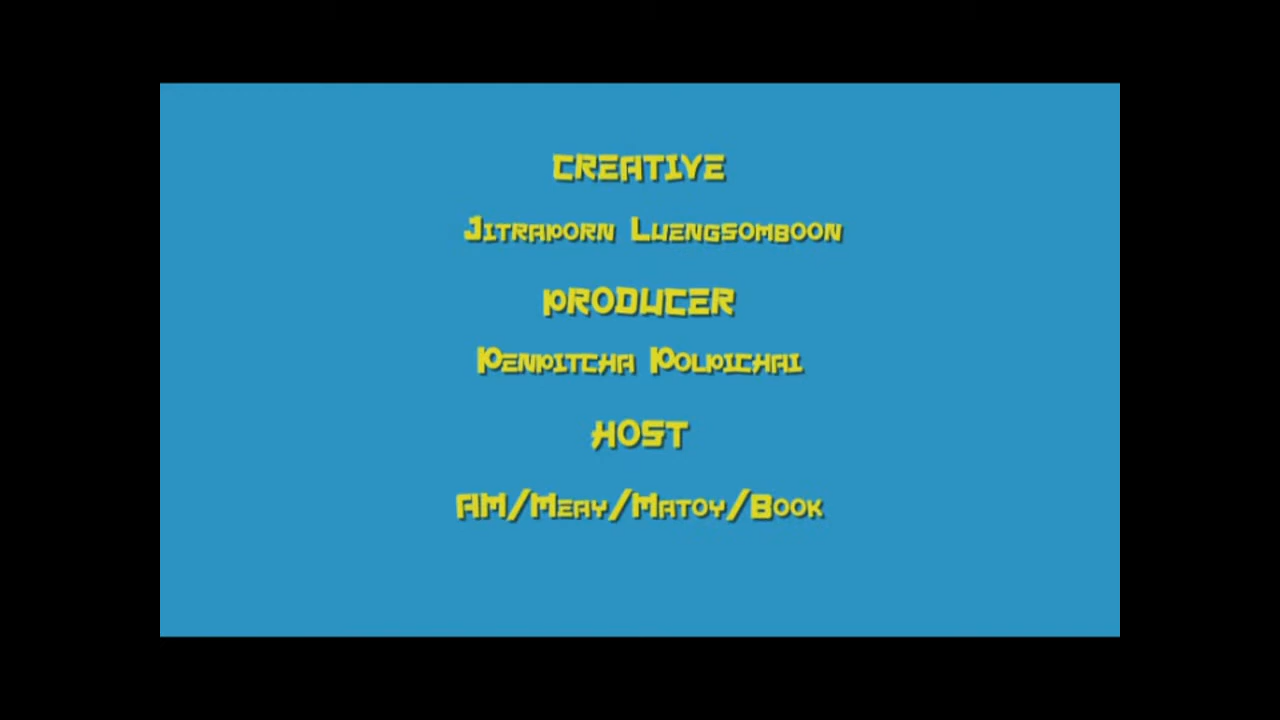 CREATIVE
Jitraporn Luengsomboon
PRODUCER
Penpitcha Polpichai
HOST
AM/Meay/Matoy/Book